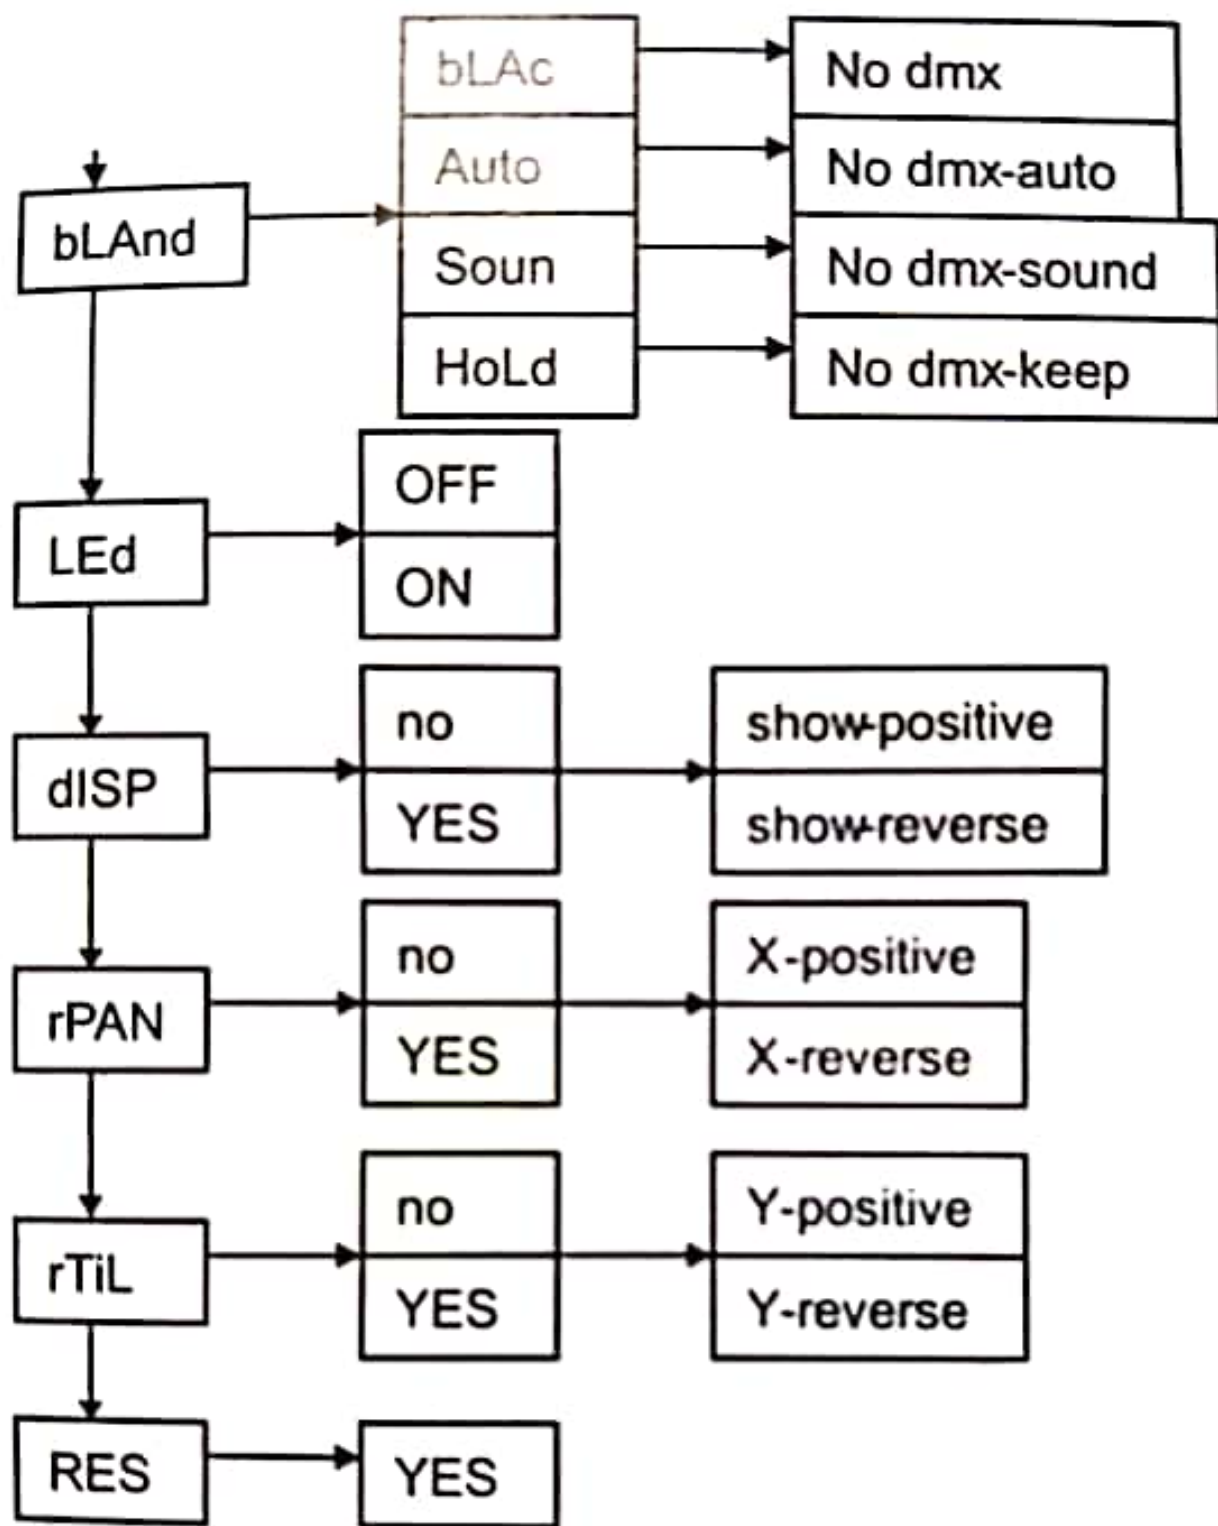 bLAnd
bLAc
No dmx
Auto
No dmx-auto
Soun
No dmx-sound
HoLd
No dmx-keep
LEd
OFF
ON
dISP
no
show-positive
YES
show-reverse
rPAN
no
X-positive
YES
X-reverse
rTiL
no
Y-positive
YES
Y-reverse
RES
YES